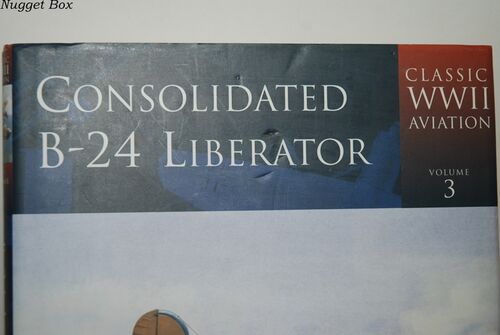 Nugget Box
CONSOLIDATED
B-24 LIBERATOR
CLASSIC
WWII
AVIATION
VOLUME
3